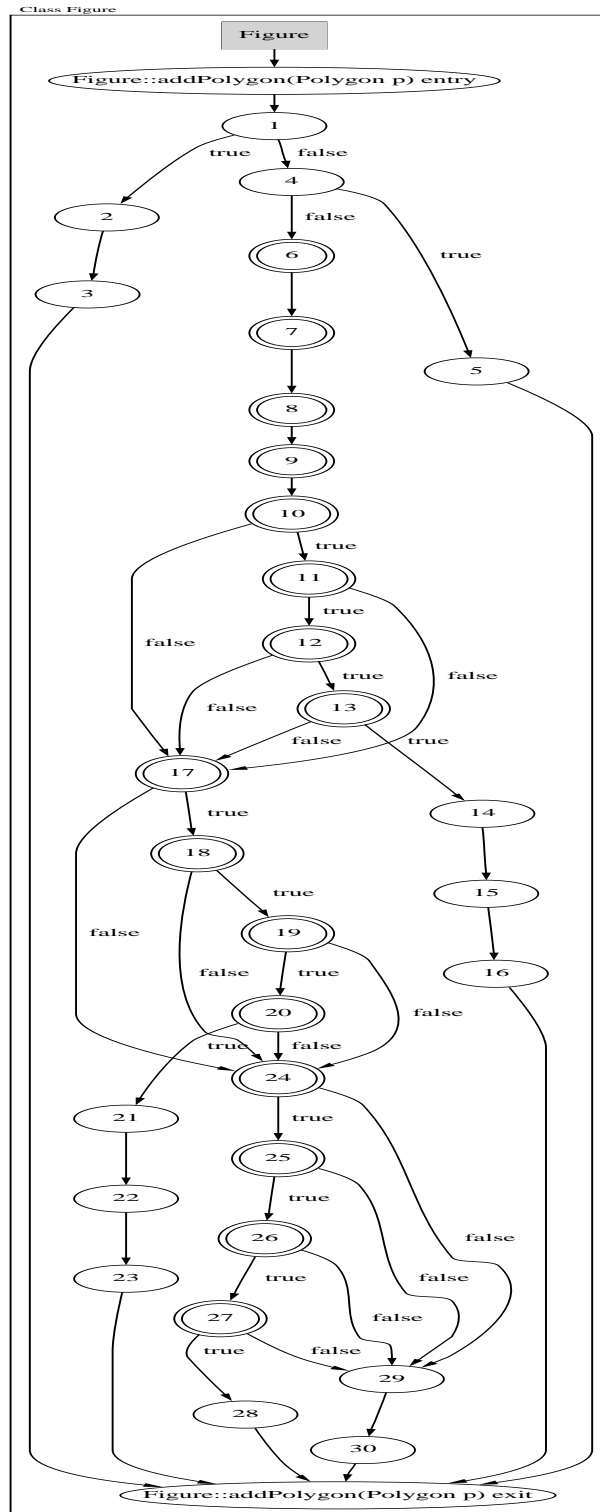 Class Figure
Figure
Figure::addPolygon(Polygon p) entry
1
true
false
4
2
false
6
true
3
7
5
8
9
10
true
11
true
12
false
true
false
false
13
false
true
17
true
14
18
true
15
false
19
false
true
16
20
false
true
false
24
21
true
25
22
true
26
false
23
true
false
27
false
true
false
29
28
30
Figure::addPolygon(Polygon p) exit